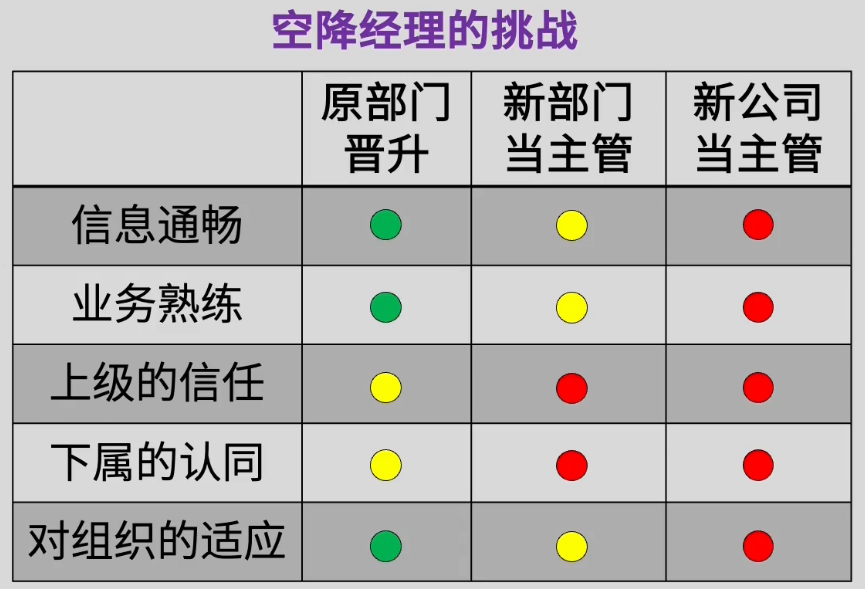 空降经理的挑战
原部门
晋升
新部门
当主管
新公司
当主管
信息通畅
业务熟练
上级的信任
下属的认同
对组织的适应